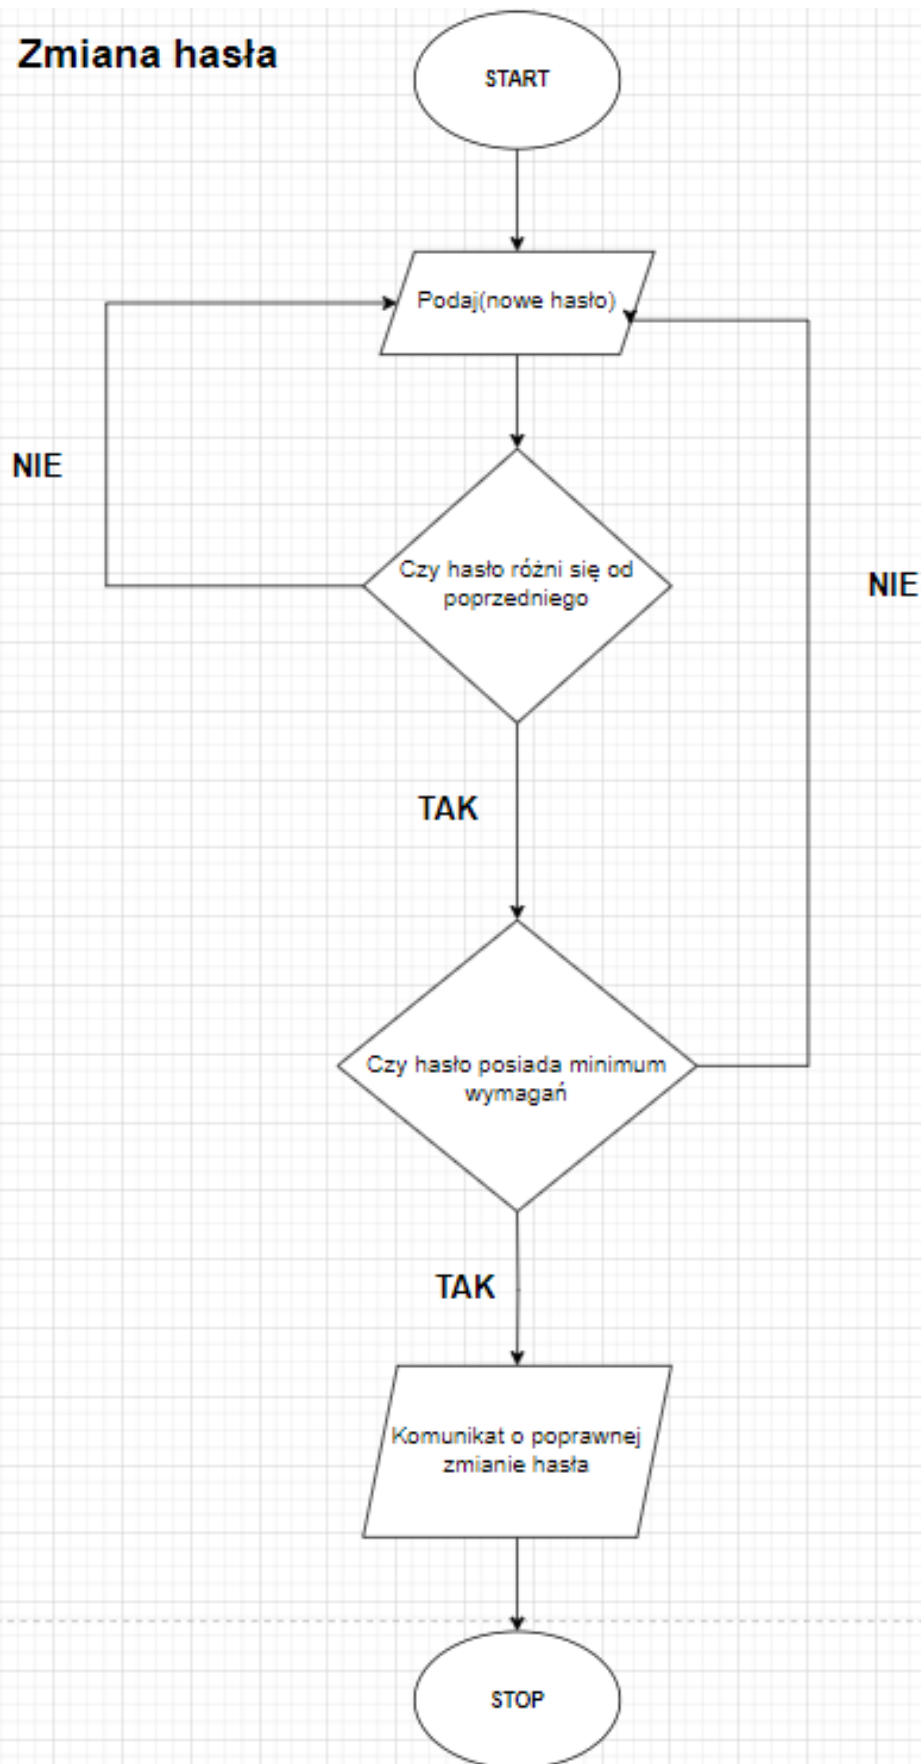 Zmiana hasła
START
Podaj(nowe hasło)
NIE
Czy hasło różni się od
poprzedniego
NIE
TAK
Czy hasło posiada minimum
wymagań
TAK
Komunikat o poprawnej
zmianie hasła
STOP